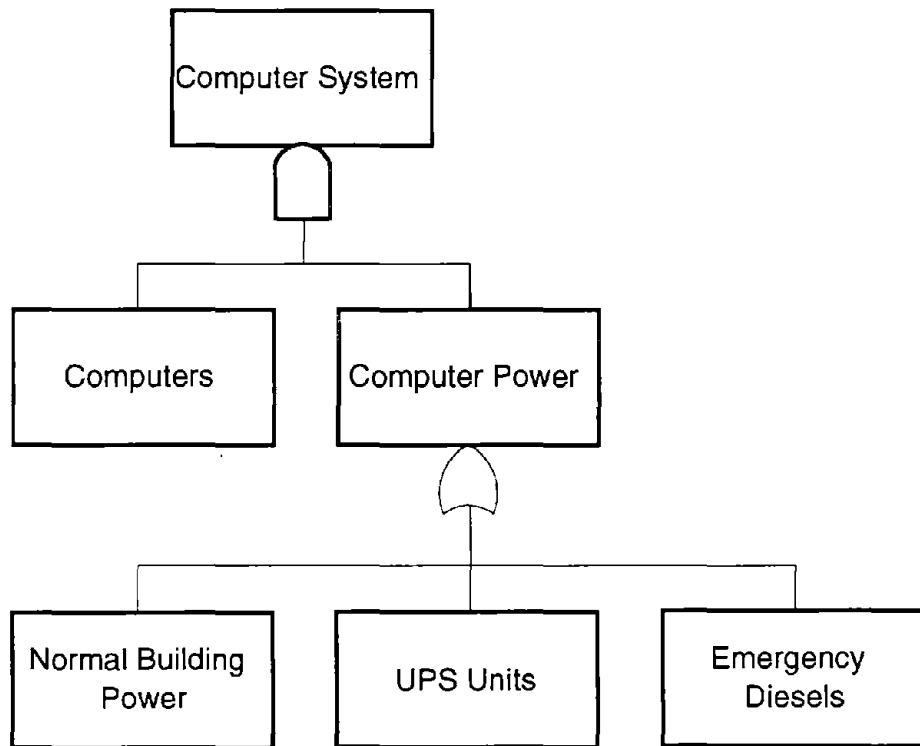 Computer System
Computers
Computer Power
Normal Building
Power
UPS Units
Emergency
Diesels